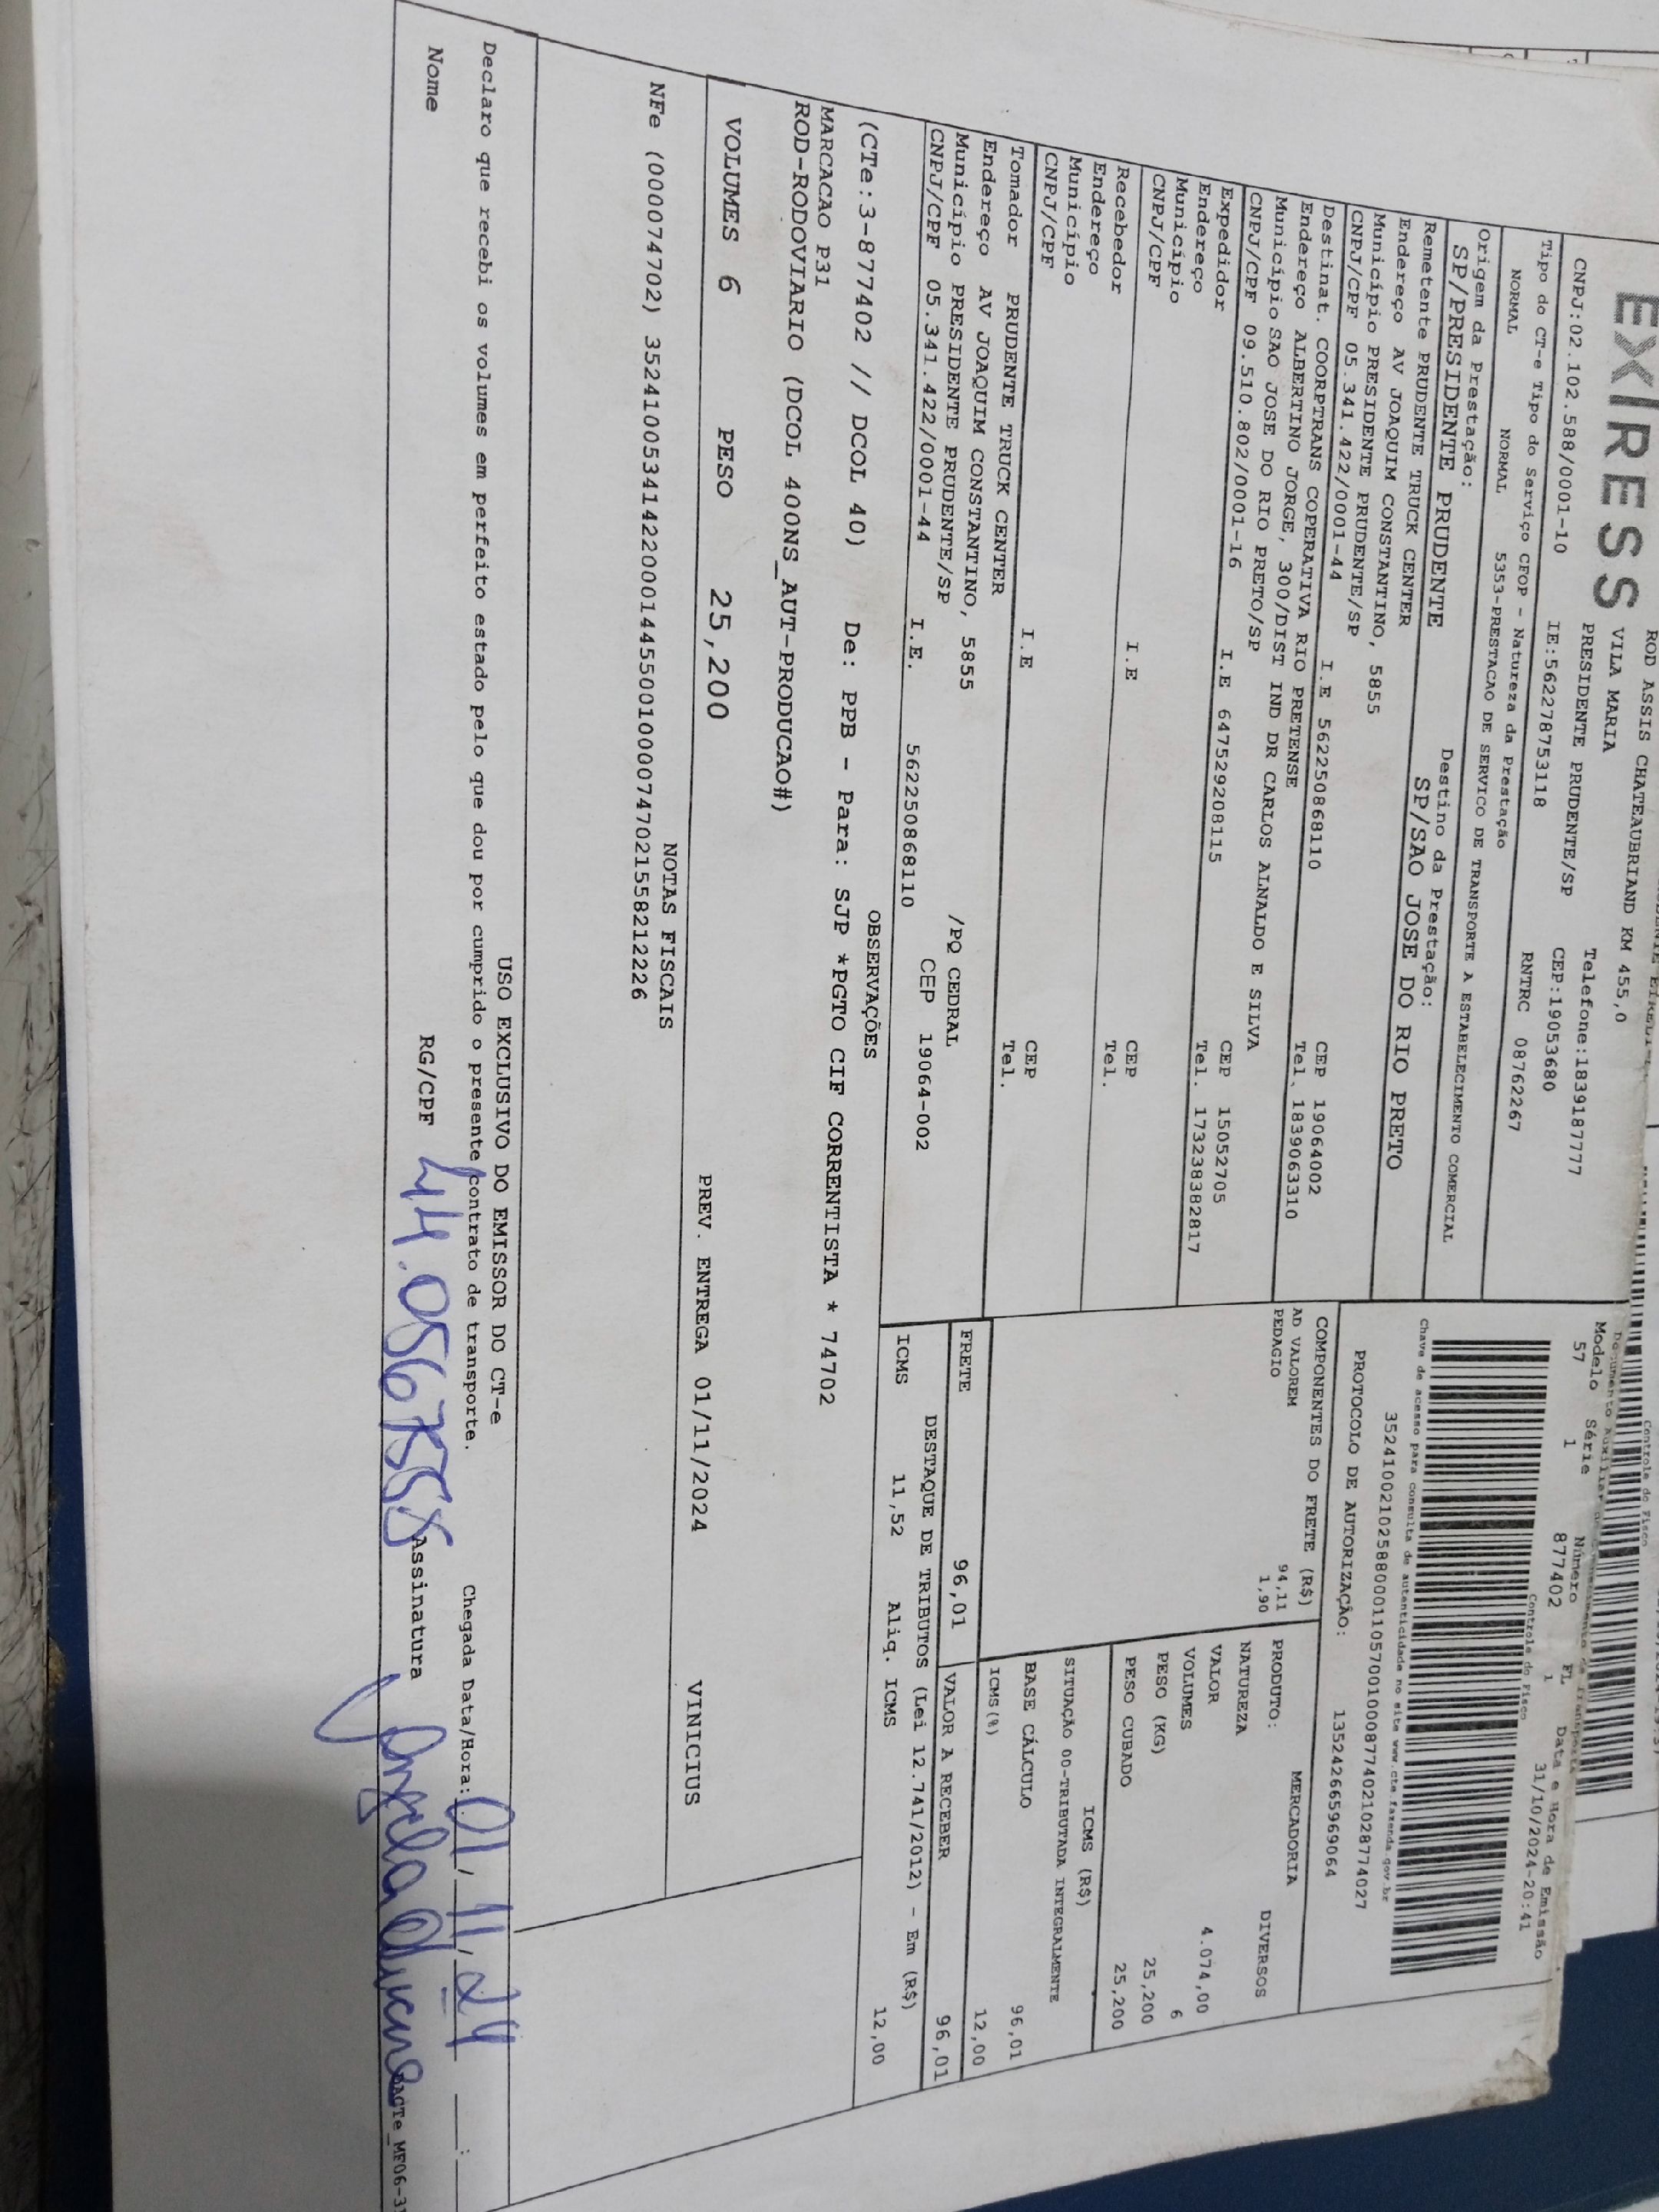 EX/RESS
ROD ASSIS CHATEAUBRIAND KM 455,0
VILA MARIA
PRESIDENTE PRUDENTE/SP Telefone:1839187777
CNPJ:02.102.588/0001-10 IE:562278753118 CEP:19053680
Tipo do CT-e Tipo do Serviço CFOP - Natureza da Prestação RNTRC 08762267
NORMAL NORMAL 5353-PRESTACAO DE SERVICO DE TRANSPORTE A ESTABELECIMENTO COMERCIAL
Origem da Prestação: Destino da Prestação:
SP/PRESIDENTE PRUDENTE SP/SAO JOSE DO RIO PRETO
Controle do Fisco
Modelo Série Número FL Data e Hora de Emissão
57 1 877402 1 31/10/2024-20:41
Controle do Fisco
Chave de acesso para consulta de autenticidade no site www.cte.fazenda.gov.br
35241002102588000110570010008774021028774027
PROTOCOLO DE AUTORIZAÇÃO: 135242665969064
Remetente PRUDENTE TRUCK CENTER
Endereço AV JOAQUIM CONSTANTINO, 5855
Município PRESIDENTE PRUDENTE/SP CEP 19064002
CNPJ/CPF 05.341.422/0001-44 I.E 562250868110 Tel. 1839063310
Destinat. COORPTRANS COPERATIVA RIO PRETENSE
Endereço ALBERTINO JORGE, 300/DIST IND DR CARLOS ALNALDO E SILVA
Município SAO JOSE DO RIO PRETO/SP CEP 15052705
CNPJ/CPF 09.510.802/0001-16 I.E 647529208115 Tel. 173238382817
Expedidor
Endereço
Município CEP
CNPJ/CPF I.E Tel.
Recebedor
Endereço
Município CEP
CNPJ/CPF I.E Tel.
Tomador PRUDENTE TRUCK CENTER
Endereço AV JOAQUIM CONSTANTINO, 5855 /PQ CEDRAL
Município PRESIDENTE PRUDENTE/SP CEP 19064-002
CNPJ/CPF 05.341.422/0001-44 I.E. 562250868110
COMPONENTES DO FRETE (R$)
AD VALOREM 94,11
PEDAGIO 1,90
MERCADORIA
PRODUTO: DIVERSOS
NATUREZA
VALOR 4.074,00
VOLUMES 6
PESO (KG) 25,200
PESO CUBADO 25,200
ICMS (R$)
SITUAÇÃO 00-TRIBUTADA INTEGRALMENTE
BASE CÁLCULO 96,01
ICMS(%) 12,00
FRETE 96,01 VALOR A RECEBER 96,01
DESTAQUE DE TRIBUTOS (Lei 12.741/2012) - Em (R$)
ICMS 11,52 Aliq. ICMS 12,00
OBSERVAÇÕES
(CTe:3-877402 // DCOL 40) De: PPB - Para: SJP *PGTO CIF CORRENTISTA * 74702
MARCACAO P31
ROD-RODOVIARIO (DCOL 400NS_AUT-PRODUCAO#)
VOLUMES 6 PESO 25,200 PREV. ENTREGA 01/11/2024 VINICIUS
NOTAS FISCAIS
NFe (000074702) 35241005341422000144550010000747021558212226
USO EXCLUSIVO DO EMISSOR DO CT-e
Declaro que recebi os volumes em perfeito estado pelo que dou por cumprido o presente contrato de transporte. Chegada Data/Hora: 01/11/24 __:__
Nome RG/CPF Assinatura